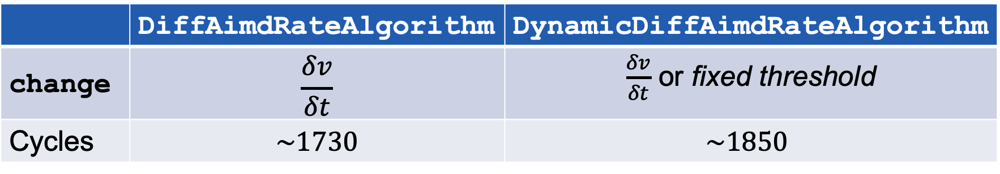 DiffAimdRateAlgorithm DynamicDiffAimdRateAlgorithm
change δv/δt δv/δt or fixed threshold
Cycles ~1730 ~1850